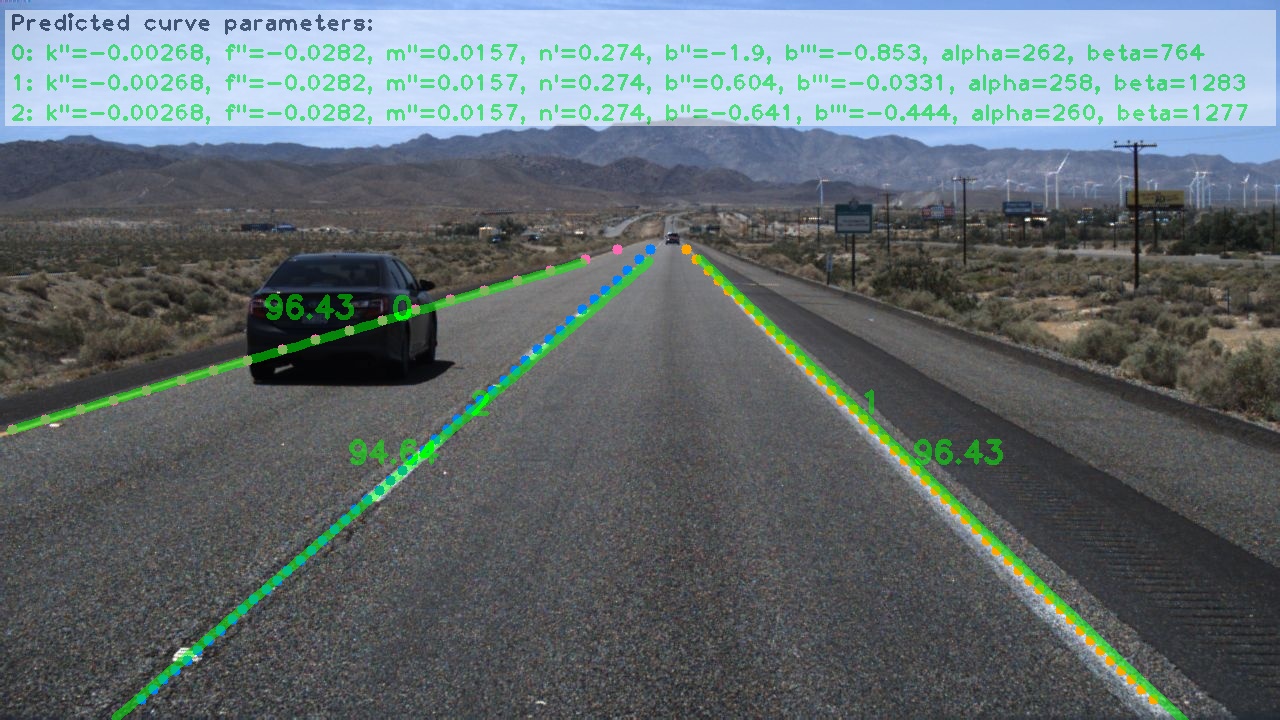 Predicted curve parameters:
0: k''=-0.00268, f''=-0.0282, m''=0.0157, n'=0.274, b''=-1.9, b'''=-0.853, alpha=262, beta=764
1: k''=-0.00268, f''=-0.0282, m''=0.0157, n'=0.274, b''=0.604, b'''=-0.0331, alpha=258, beta=1283
2: k''=-0.00268, f''=-0.0282, m''=0.0157, n'=0.274, b''=-0.641, b'''=-0.444, alpha=260, beta=1277
96.43 0
2
1
94.64
96.43